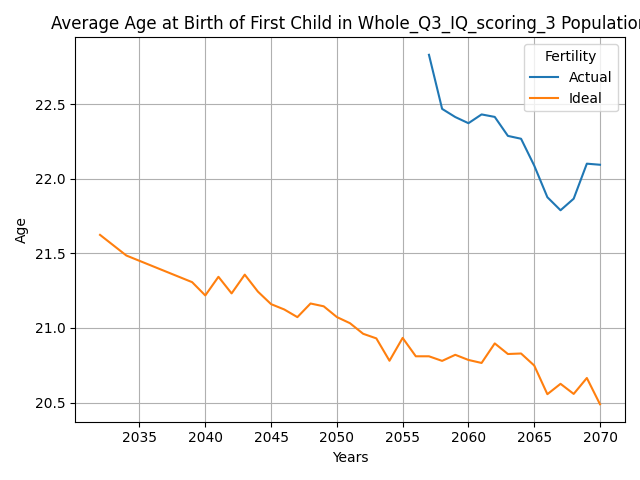 Average Age at Birth of First Child in Whole_Q3_IQ_scoring_3 Population
Fertility
Actual
Ideal
22.5
22.0
21.5
21.0
20.5
Age
2035 2040 2045 2050 2055 2060 2065 2070
Years